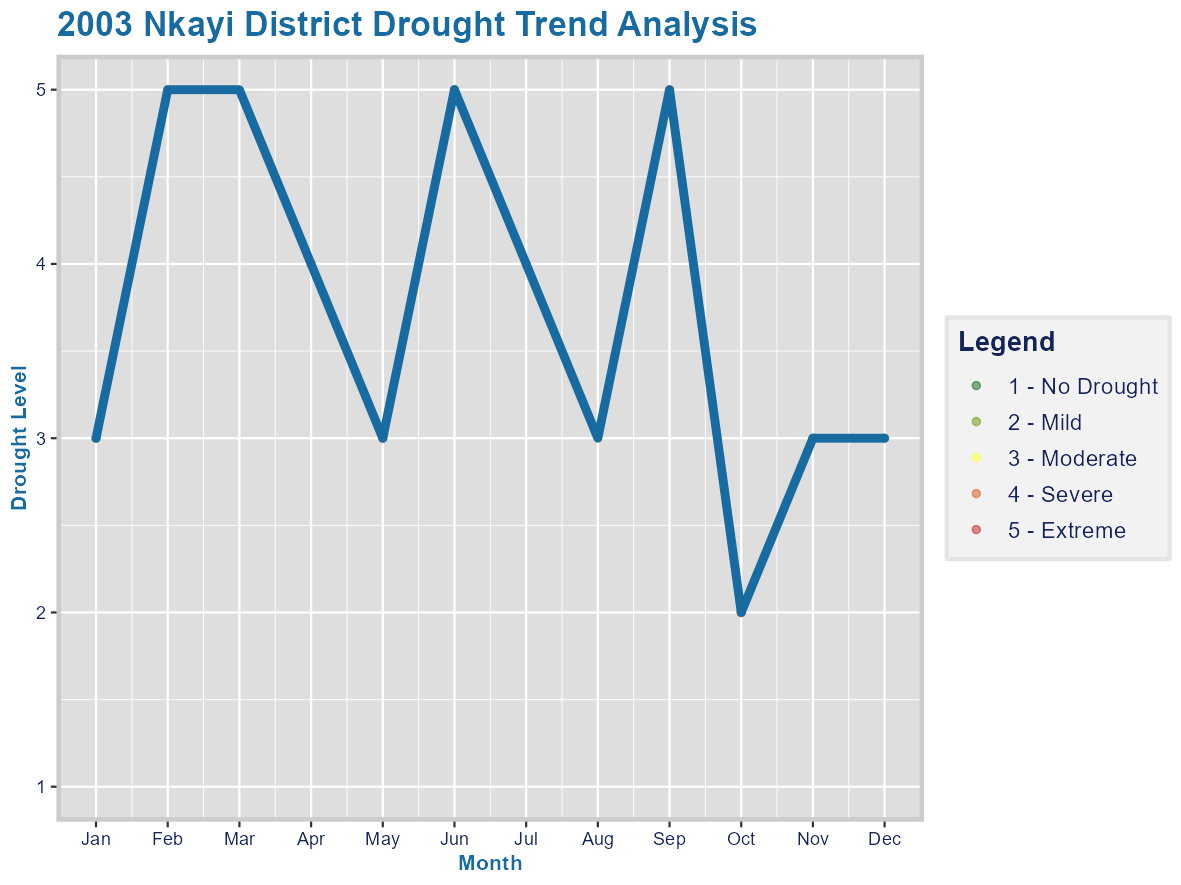 2003 Nkayi District Drought Trend Analysis
5
4
3
2
1
Drought Level
Jan Feb Mar Apr May Jun Jul Aug Sep Oct Nov Dec
Month
Legend
1 - No Drought
2 - Mild
3 - Moderate
4 - Severe
5 - Extreme